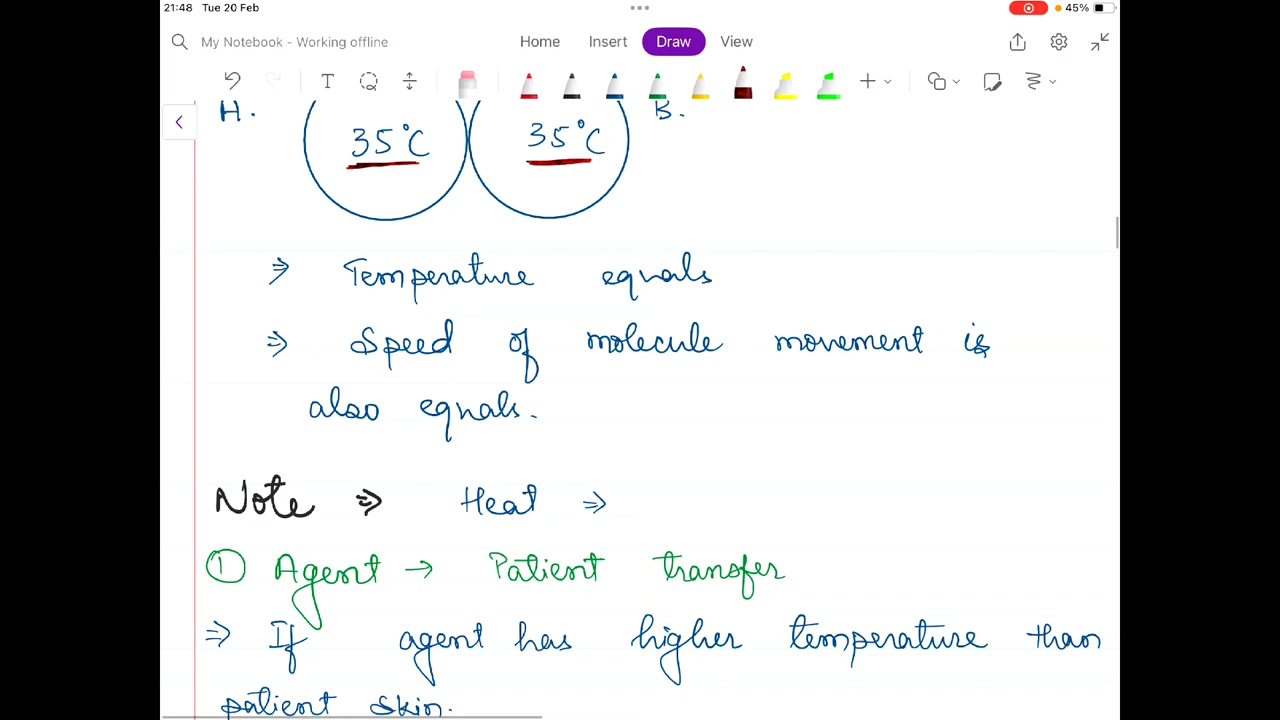 21:48 Tue 20 Feb 45%
My Notebook - Working offline Home Insert Draw View
H. 35°C 35°C B.
⇒ Temperature equals
⇒ Speed of molecule movement is
also equals.
Note ⇒ Heat ⇒
① Agent → Patient transfer
⇒ If agent has higher temperature than
patient skin.